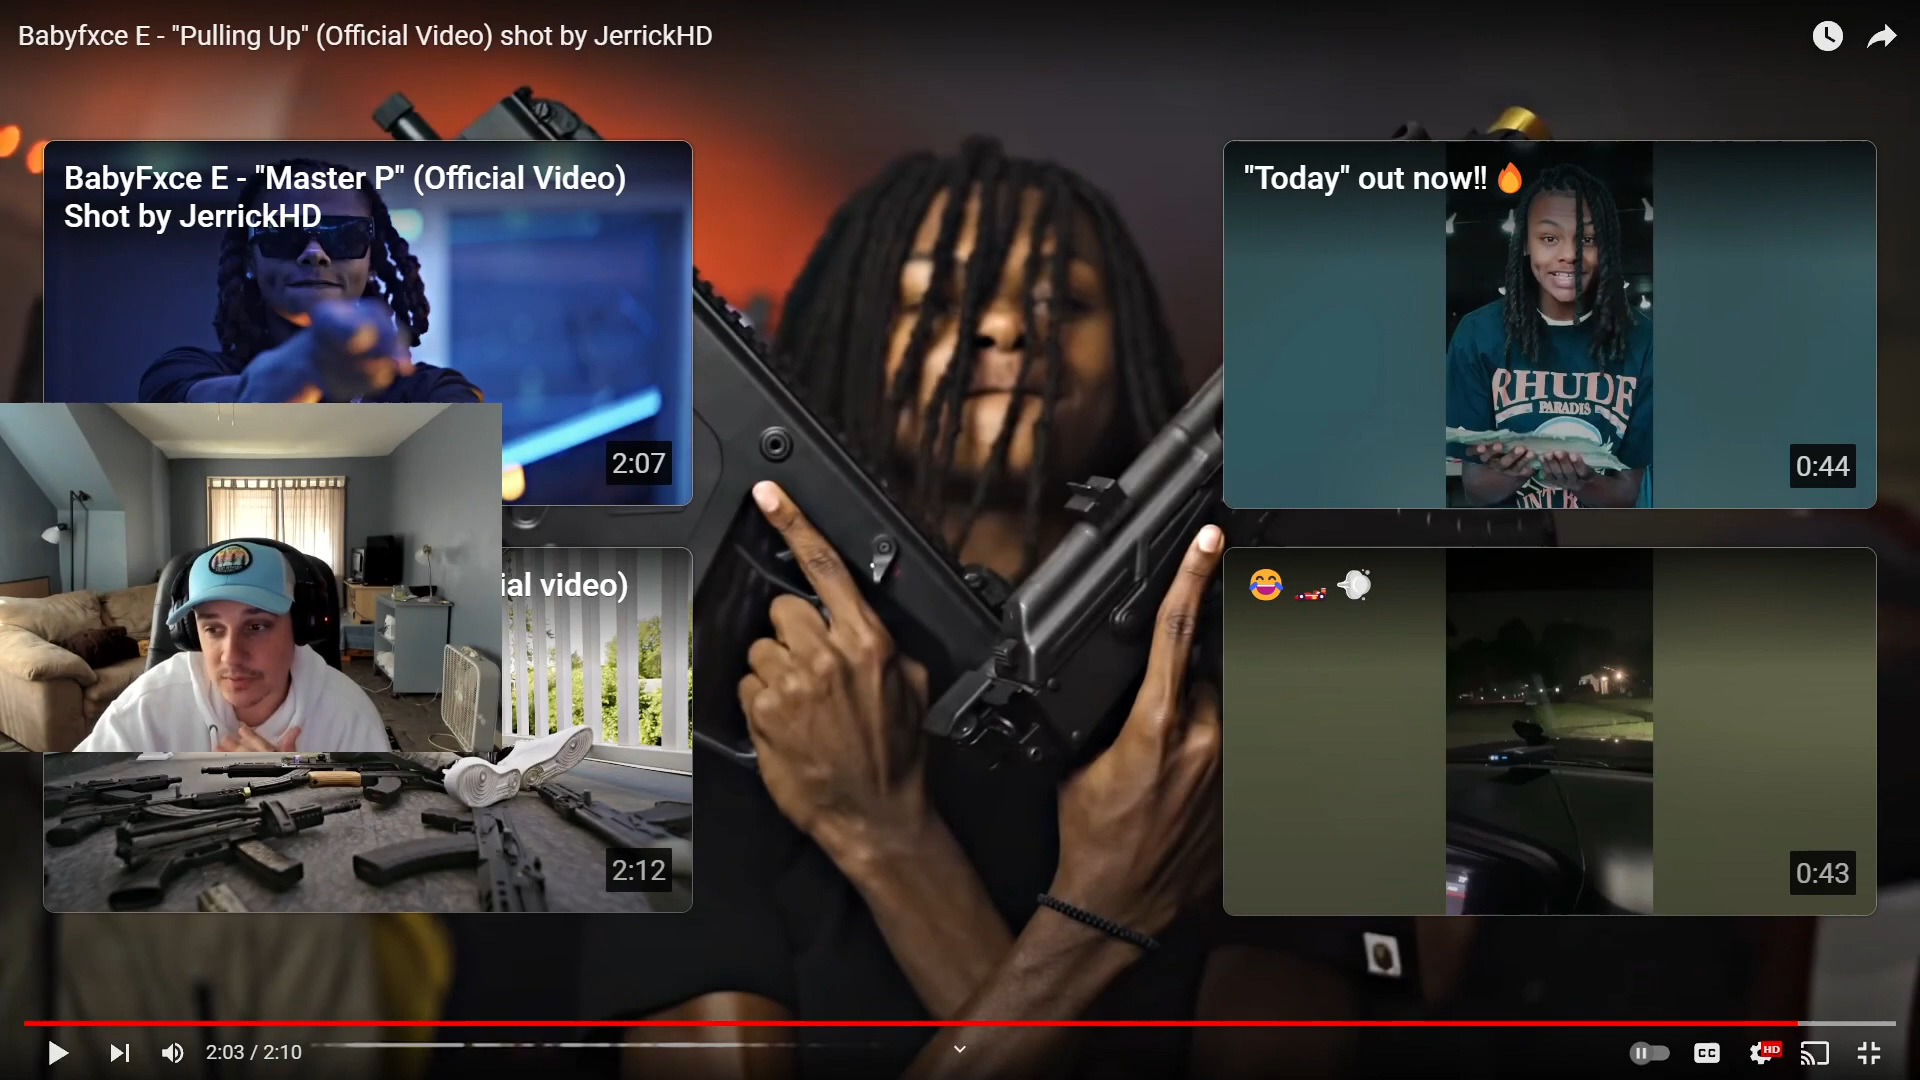 Babyfxce E - "Pulling Up" (Official Video) shot by JerrickHD
BabyFxce E - "Master P" (Official Video)
Shot by JerrickHD
2:07
"Today" out now!! 🔥
RHUDE
PARADIS
0:44
ial video)
2:12
😂 🏎️ 💨
0:43
2:03 / 2:10
CC
HD